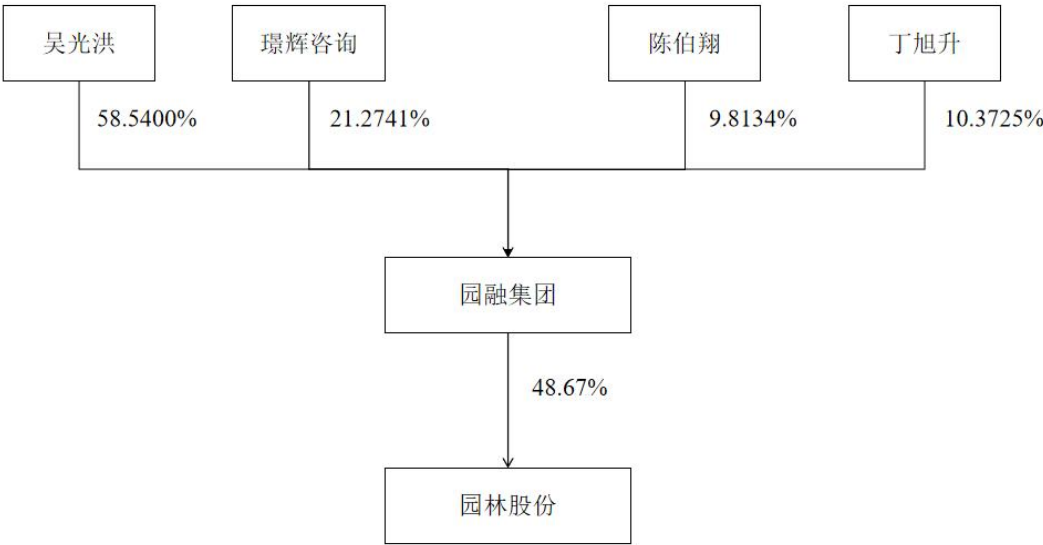 吴光洪
璟辉咨询
陈伯翔
丁旭升
58.5400%
21.2741%
9.8134%
10.3725%
园融集团
48.67%
园林股份